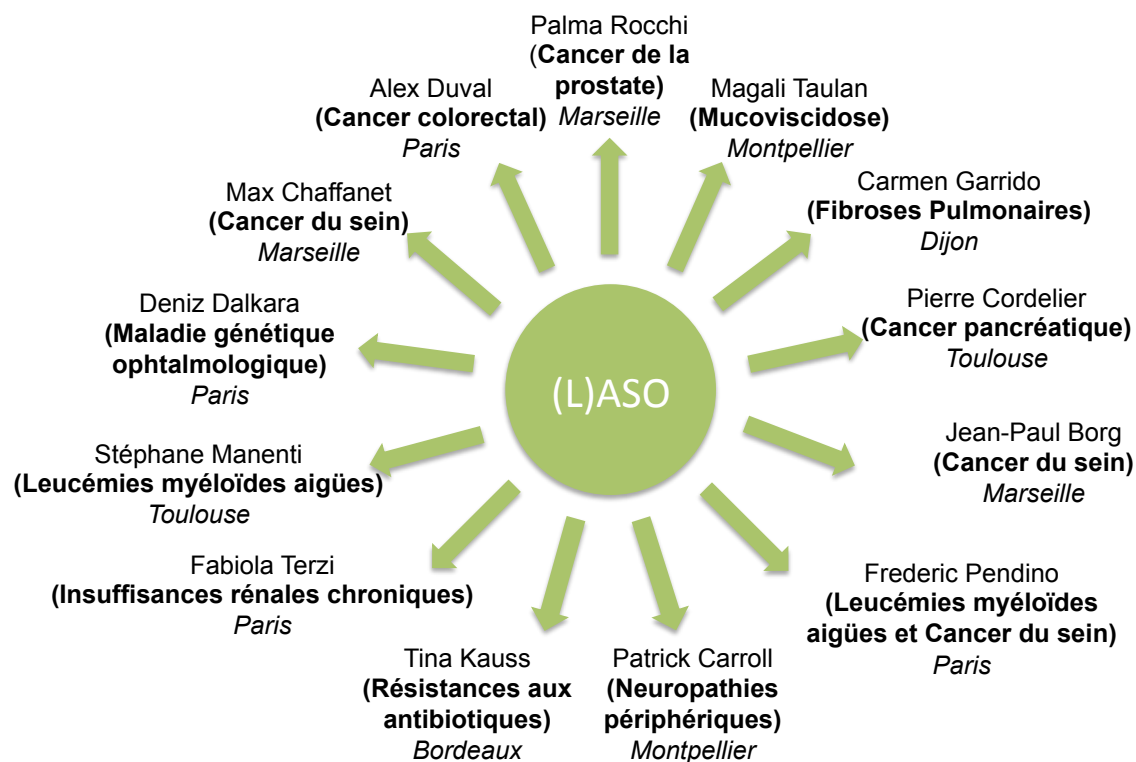 Palma Rocchi
(Cancer de la
prostate)
Marseille
Alex Duval
(Cancer colorectal)
Paris
Magali Taulan
(Mucoviscidose)
Montpellier
Max Chaffanet
(Cancer du sein)
Marseille
Carmen Garrido
(Fibroses Pulmonaires)
Dijon
Deniz Dalkara
(Maladie génétique
ophtalmologique)
Paris
Pierre Cordelier
(Cancer pancréatique)
Toulouse
(L)ASO
Stéphane Manenti
(Leucémies myéloïdes aigües)
Toulouse
Jean-Paul Borg
(Cancer du sein)
Marseille
Fabiola Terzi
(Insuffisances rénales chroniques)
Paris
Frederic Pendino
(Leucémies myéloïdes
aigües et Cancer du sein)
Paris
Tina Kauss
(Résistances aux
antibiotiques)
Bordeaux
Patrick Carroll
(Neuropathies
périphériques)
Montpellier